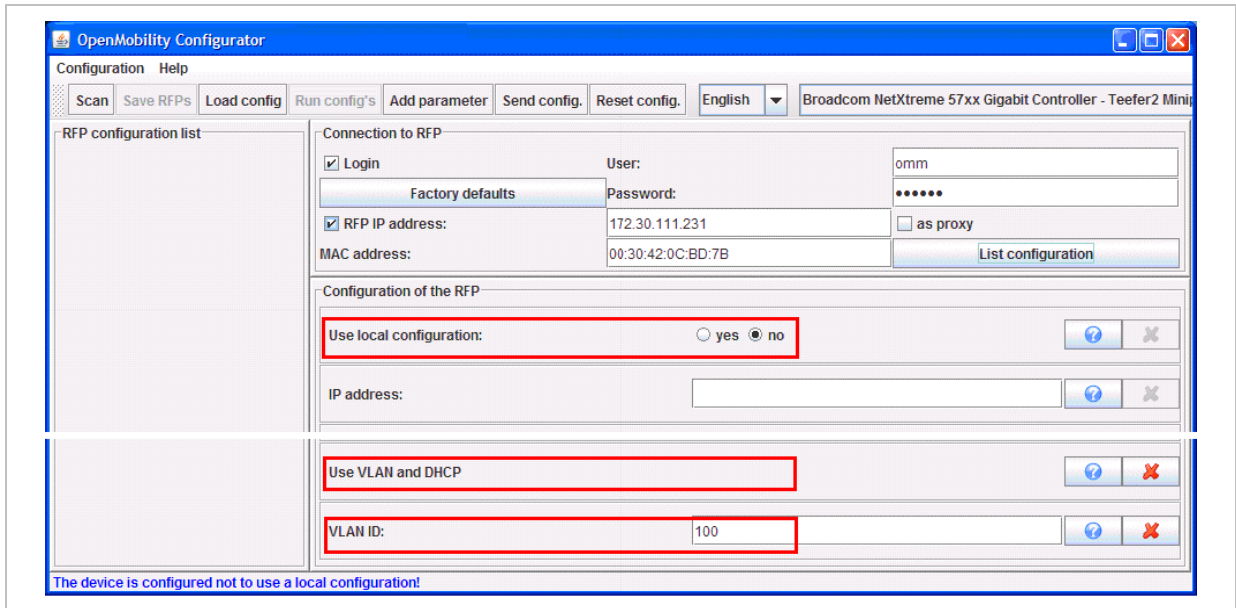 OpenMobility Configurator
Configuration Help
Scan Save RFPs Load config Run config's Add parameter Send config. Reset config. English Broadcom NetXtreme 57xx Gigabit Controller - Teefer2 Minip
RFP configuration list
Connection to RFP
Login User: omm
Factory defaults Password: ••••••
RFP IP address: 172.30.111.231 as proxy
MAC address: 00:30:42:0C:BD:7B List configuration
Configuration of the RFP
Use local configuration: yes no
IP address:
Use VLAN and DHCP
VLAN ID: 100
The device is configured not to use a local configuration!